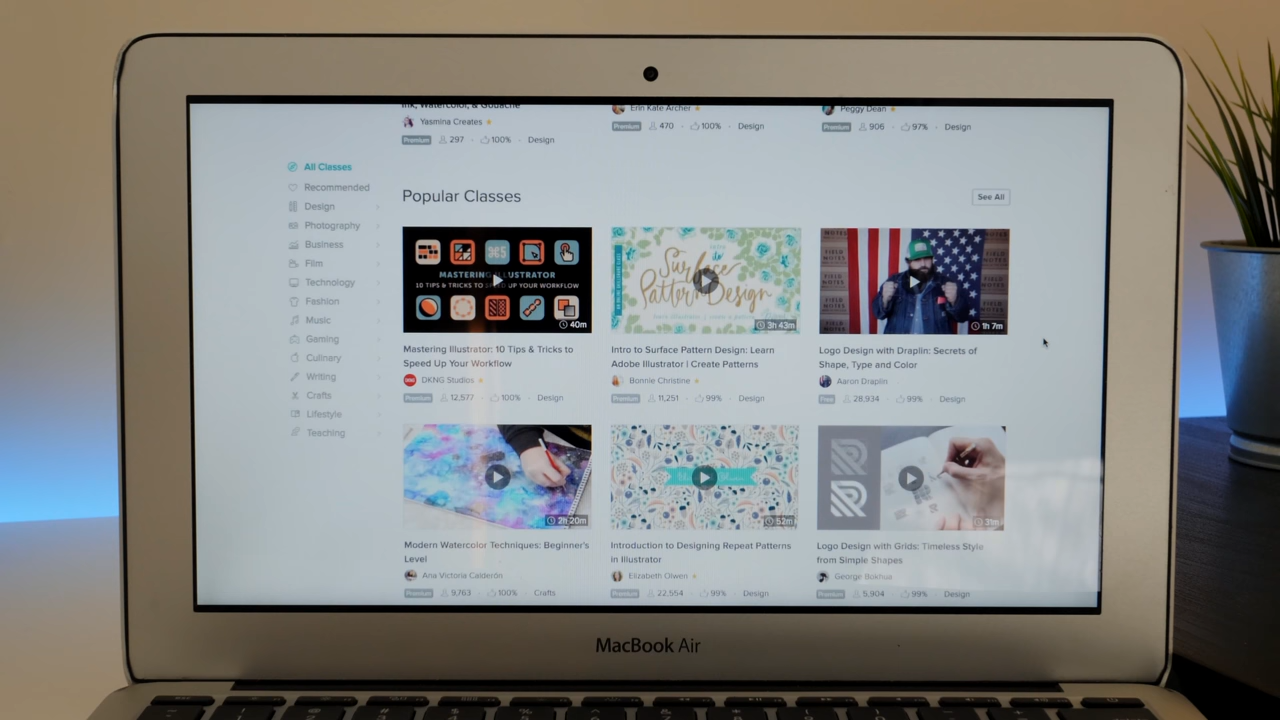 Ink, Watercolor, & Gouache
Yasmina Creates
Premium 297 · 100% · Design
Erin Kate Archer
Premium 470 · 100% · Design
Peggy Dean
Premium 906 · 97% · Design
All Classes
Recommended
Design
Photography
Business
Film
Technology
Fashion
Music
Gaming
Culinary
Writing
Crafts
Lifestyle
Teaching
Popular Classes
See All
365
MASTERING ILLUSTRATOR
10 TIPS & TRICKS TO SPEED UP YOUR WORKFLOW
40m
Mastering Illustrator: 10 Tips & Tricks to
Speed Up Your Workflow
DKNG Studios
Premium 12,577 · 100% · Design
Surface
Pattern Design
3h 43m
Intro to Surface Pattern Design: Learn
Adobe Illustrator | Create Patterns
Bonnie Christine
Premium 11,251 · 99% · Design
FIELD NOTES
1h 7m
Logo Design with Draplin: Secrets of
Shape, Type and Color
Aaron Draplin
Free 28,934 · 99% · Design
2h 20m
Modern Watercolor Techniques: Beginner's
Level
Ana Victoria Calderón
Premium 9,763 · 100% · Crafts
52m
Introduction to Designing Repeat Patterns
in Illustrator
Elizabeth Olwen
Premium 22,554 · 99% · Design
31m
Logo Design with Grids: Timeless Style
from Simple Shapes
George Bokhua
Premium 5,904 · 99% · Design
MacBook Air